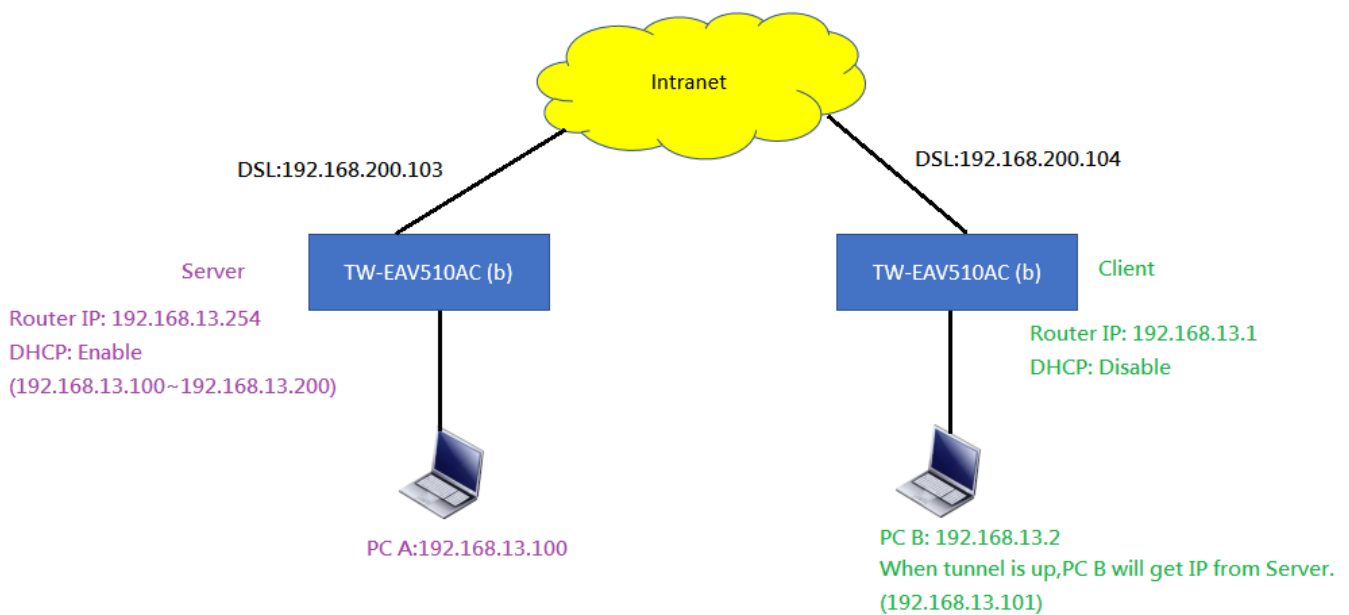 Intranet
DSL:192.168.200.103
DSL:192.168.200.104
Server
TW-EAV510AC (b)
TW-EAV510AC (b)
Client
Router IP: 192.168.13.254
DHCP: Enable
(192.168.13.100~192.168.13.200)
Router IP: 192.168.13.1
DHCP: Disable
PC A:192.168.13.100
PC B: 192.168.13.2
When tunnel is up,PC B will get IP from Server.
(192.168.13.101)